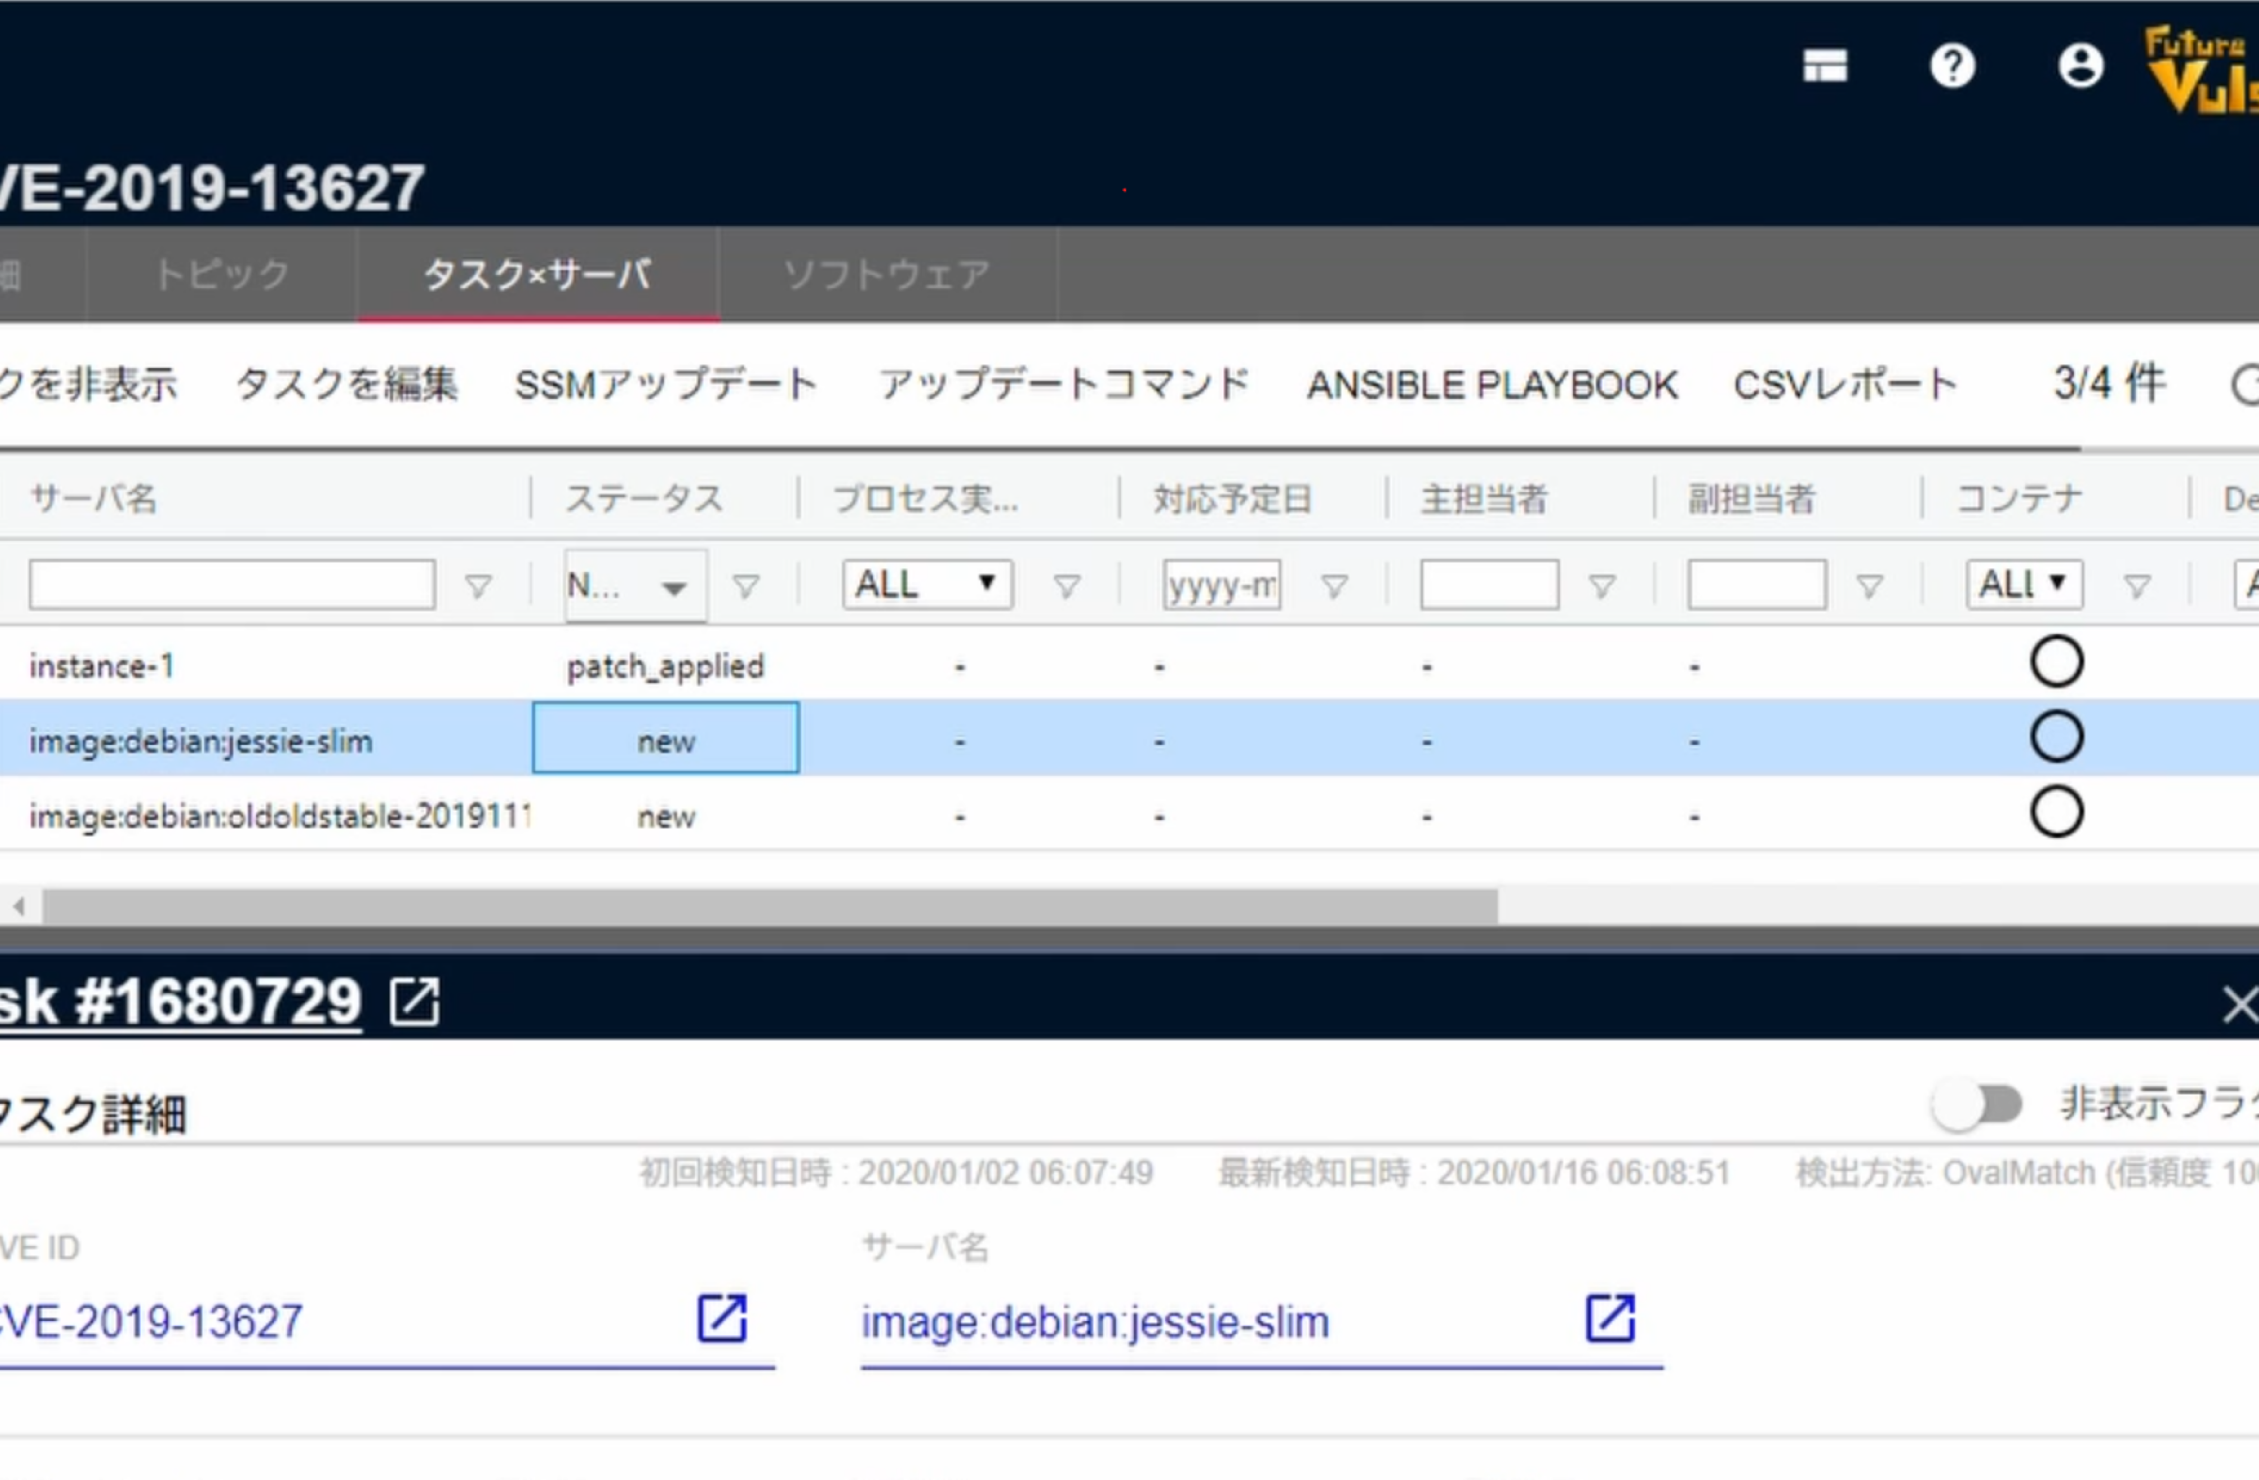 Future
Vuls
VE-2019-13627
細 トピック タスク×サーバ ソフトウェア
クを非表示 タスクを編集 SSMアップデート アップデートコマンド ANSIBLE PLAYBOOK CSVレポート 3/4 件
サーバ名 ステータス プロセス実... 対応予定日 主担当者 副担当者 コンテナ De
N... ALL yyyy-m ALL A
instance-1 patch_applied - - - -
image:debian:jessie-slim new - - - -
image:debian:oldoldstable-2019111 new - - - -
sk #1680729
タスク詳細 非表示フラグ
初回検知日時 : 2020/01/02 06:07:49 最新検知日時 : 2020/01/16 06:08:51 検出方法: OvalMatch (信頼度 10
VE ID サーバ名
CVE-2019-13627 image:debian:jessie-slim